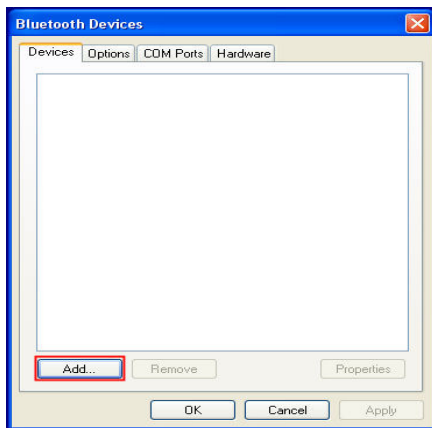 Bluetooth Devices
Devices Options COM Ports Hardware
Add... Remove Properties
OK Cancel Apply